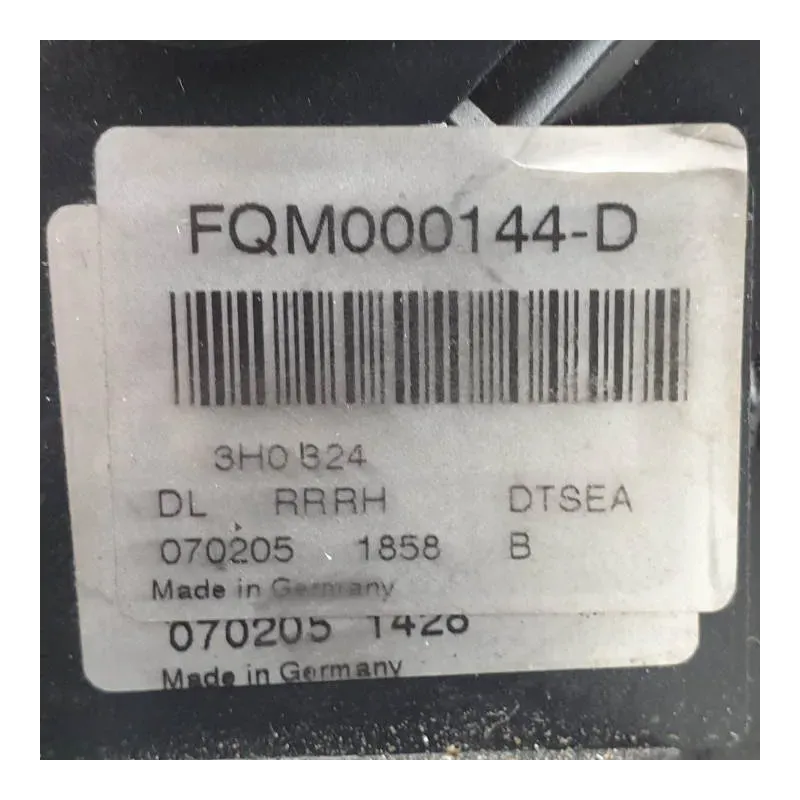 FQM000144-D
3H0 324
DL RRRH DTSEA
070205 1858 B
Made in Germany
070205 1428
Made in Germany